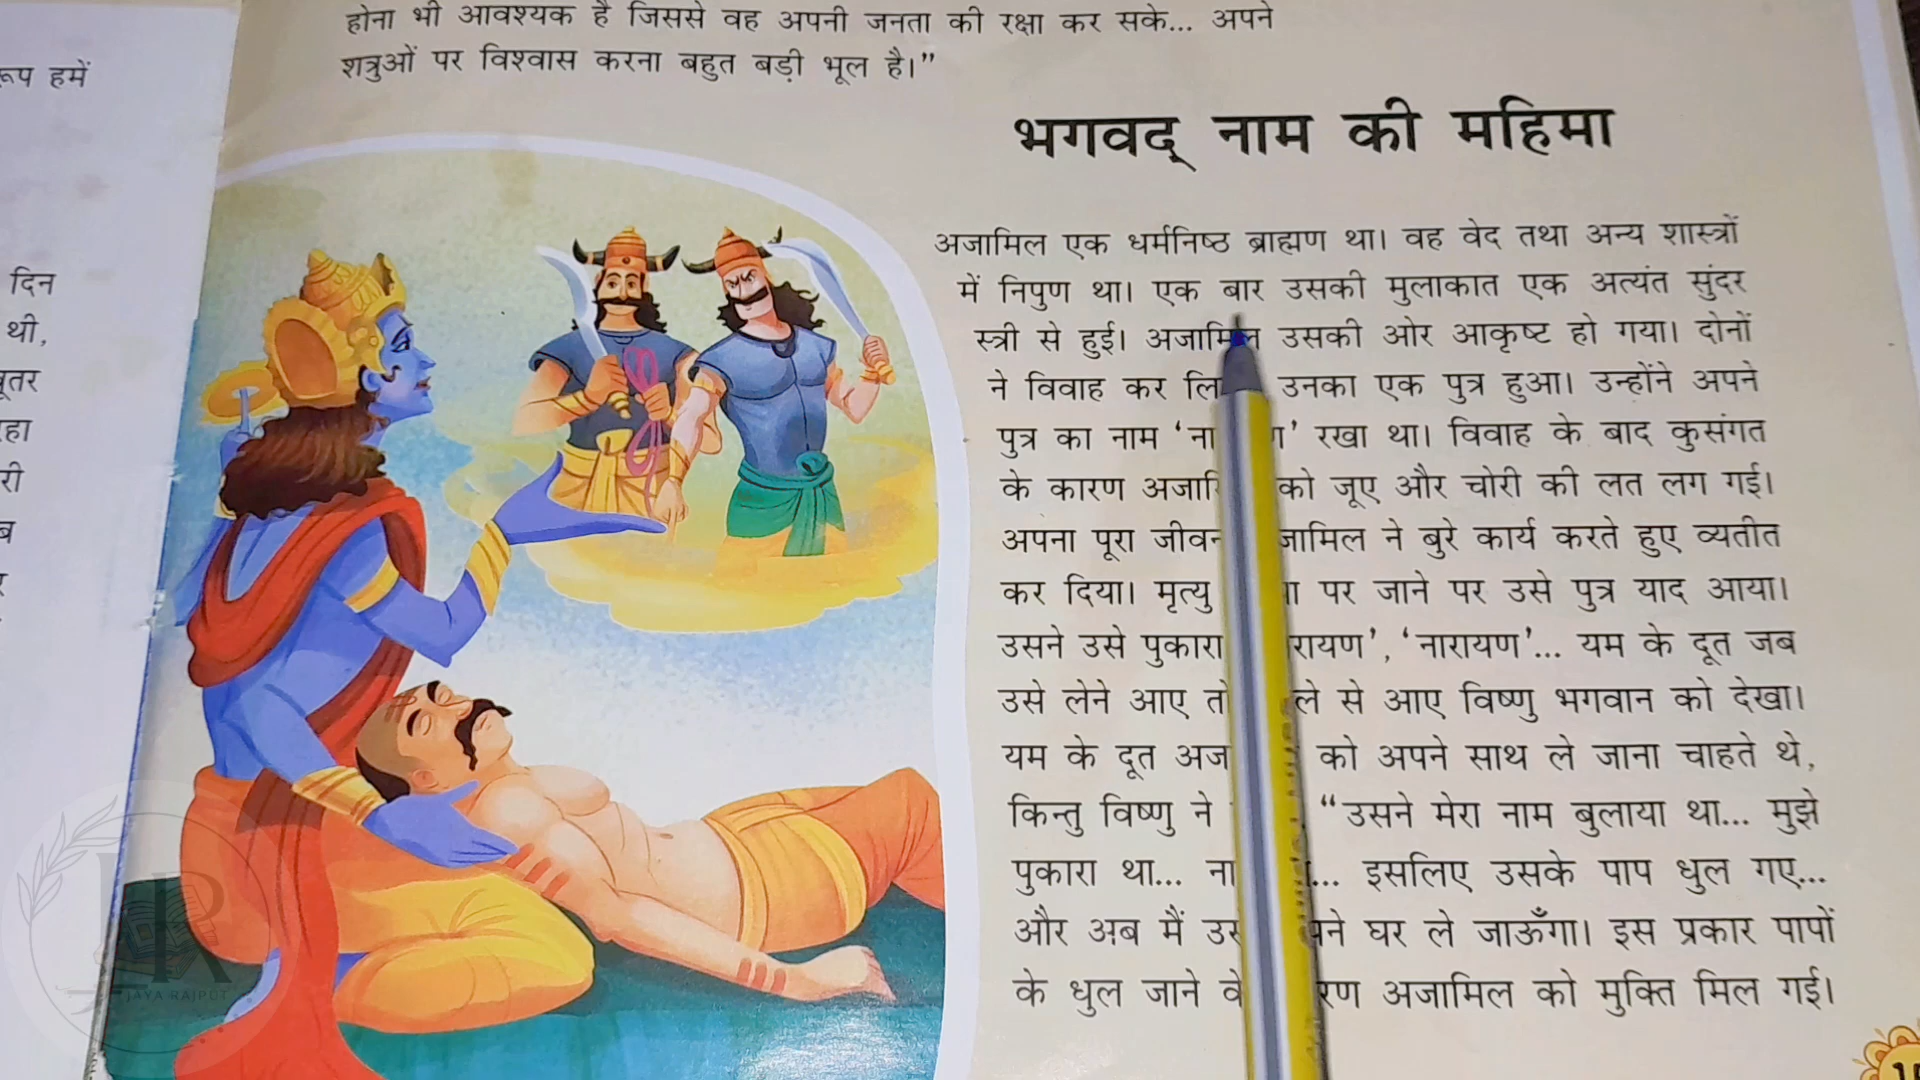 होना भी आवश्यक है जिससे वह अपनी जनता की रक्षा कर सके... अपने
शत्रुओं पर विश्वास करना बहुत बड़ी भूल है।”
रूप हमें
दिन
थी,
भगवद् नाम की महिमा
अजामिल एक धर्मनिष्ठ ब्राह्मण था। वह वेद तथा अन्य शास्त्रों
में निपुण था। एक बार उसकी मुलाकात एक अत्यंत सुंदर
स्त्री से हुई। अजामिल उसकी ओर आकृष्ट हो गया। दोनों
ने विवाह कर उनका एक पुत्र हुआ। उन्होंने अपने
पुत्र का नाम रखा था। विवाह के बाद कुसंगत
के कारण को जूए और चोरी की लत लग गई।
अपना पूरा ने बुरे कार्य करते हुए व्यतीत
कर दिया। मृत्यु पर जाने पर उसे पुत्र याद आया।
उसने उसे पुकारा ‘नारायण’... यम के दूत जब
उसे लेने आए से आए विष्णु भगवान को देखा।
यम के दूत को अपने साथ ले जाना चाहते थे,
किन्तु विष्णु ने “उसने मेरा नाम बुलाया था... मुझे
पुकारा था... इसलिए उसके पाप धुल गए...
और अब मैं घर ले जाऊँगा। इस प्रकार पापों
के धुल जाने अजामिल को मुक्ति मिल गई।
JAYA RAJPUT